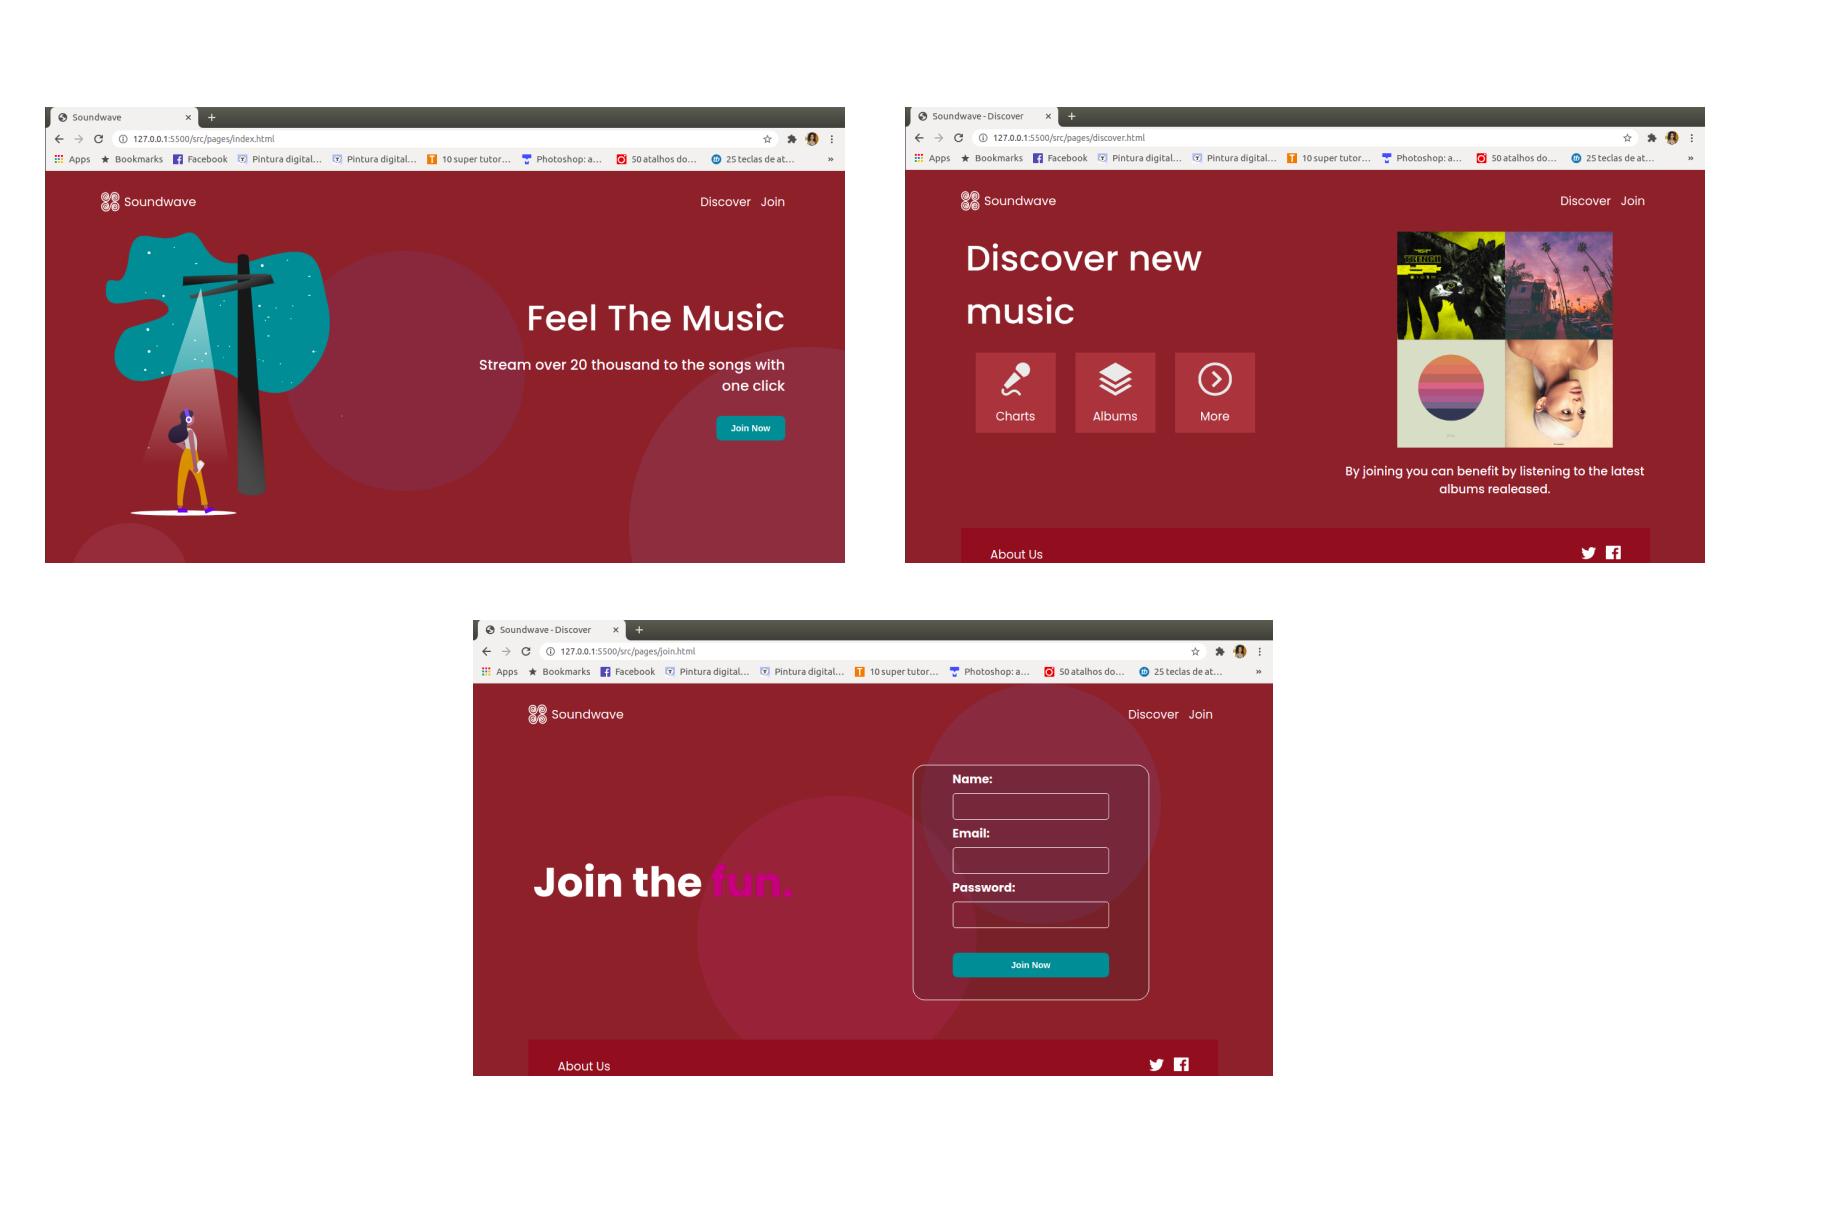 Soundwave
127.0.0.1:5500/src/pages/index.html
Apps Bookmarks Facebook Pintura digital... Pintura digital... 10 super tutor... Photoshop: a... 50 atalhos do... 25 teclas de at... »
Soundwave Discover Join
Feel The Music
Stream over 20 thousand to the songs with
one click
Join Now
Soundwave - Discover
127.0.0.1:5500/src/pages/discover.html
Apps Bookmarks Facebook Pintura digital... Pintura digital... 10 super tutor... Photoshop: a... 50 atalhos do... 25 teclas de at... »
Soundwave Discover Join
Discover new
music
TRENCH
Charts Albums More
By joining you can benefit by listening to the latest
albums realeased.
About Us
Soundwave - Discover
127.0.0.1:5500/src/pages/join.html
Apps Bookmarks Facebook Pintura digital... Pintura digital... 10 super tutor... Photoshop: a... 50 atalhos do... 25 teclas de at... »
Soundwave Discover Join
Name:
Email:
Join the fun.
Password:
Join Now
About Us